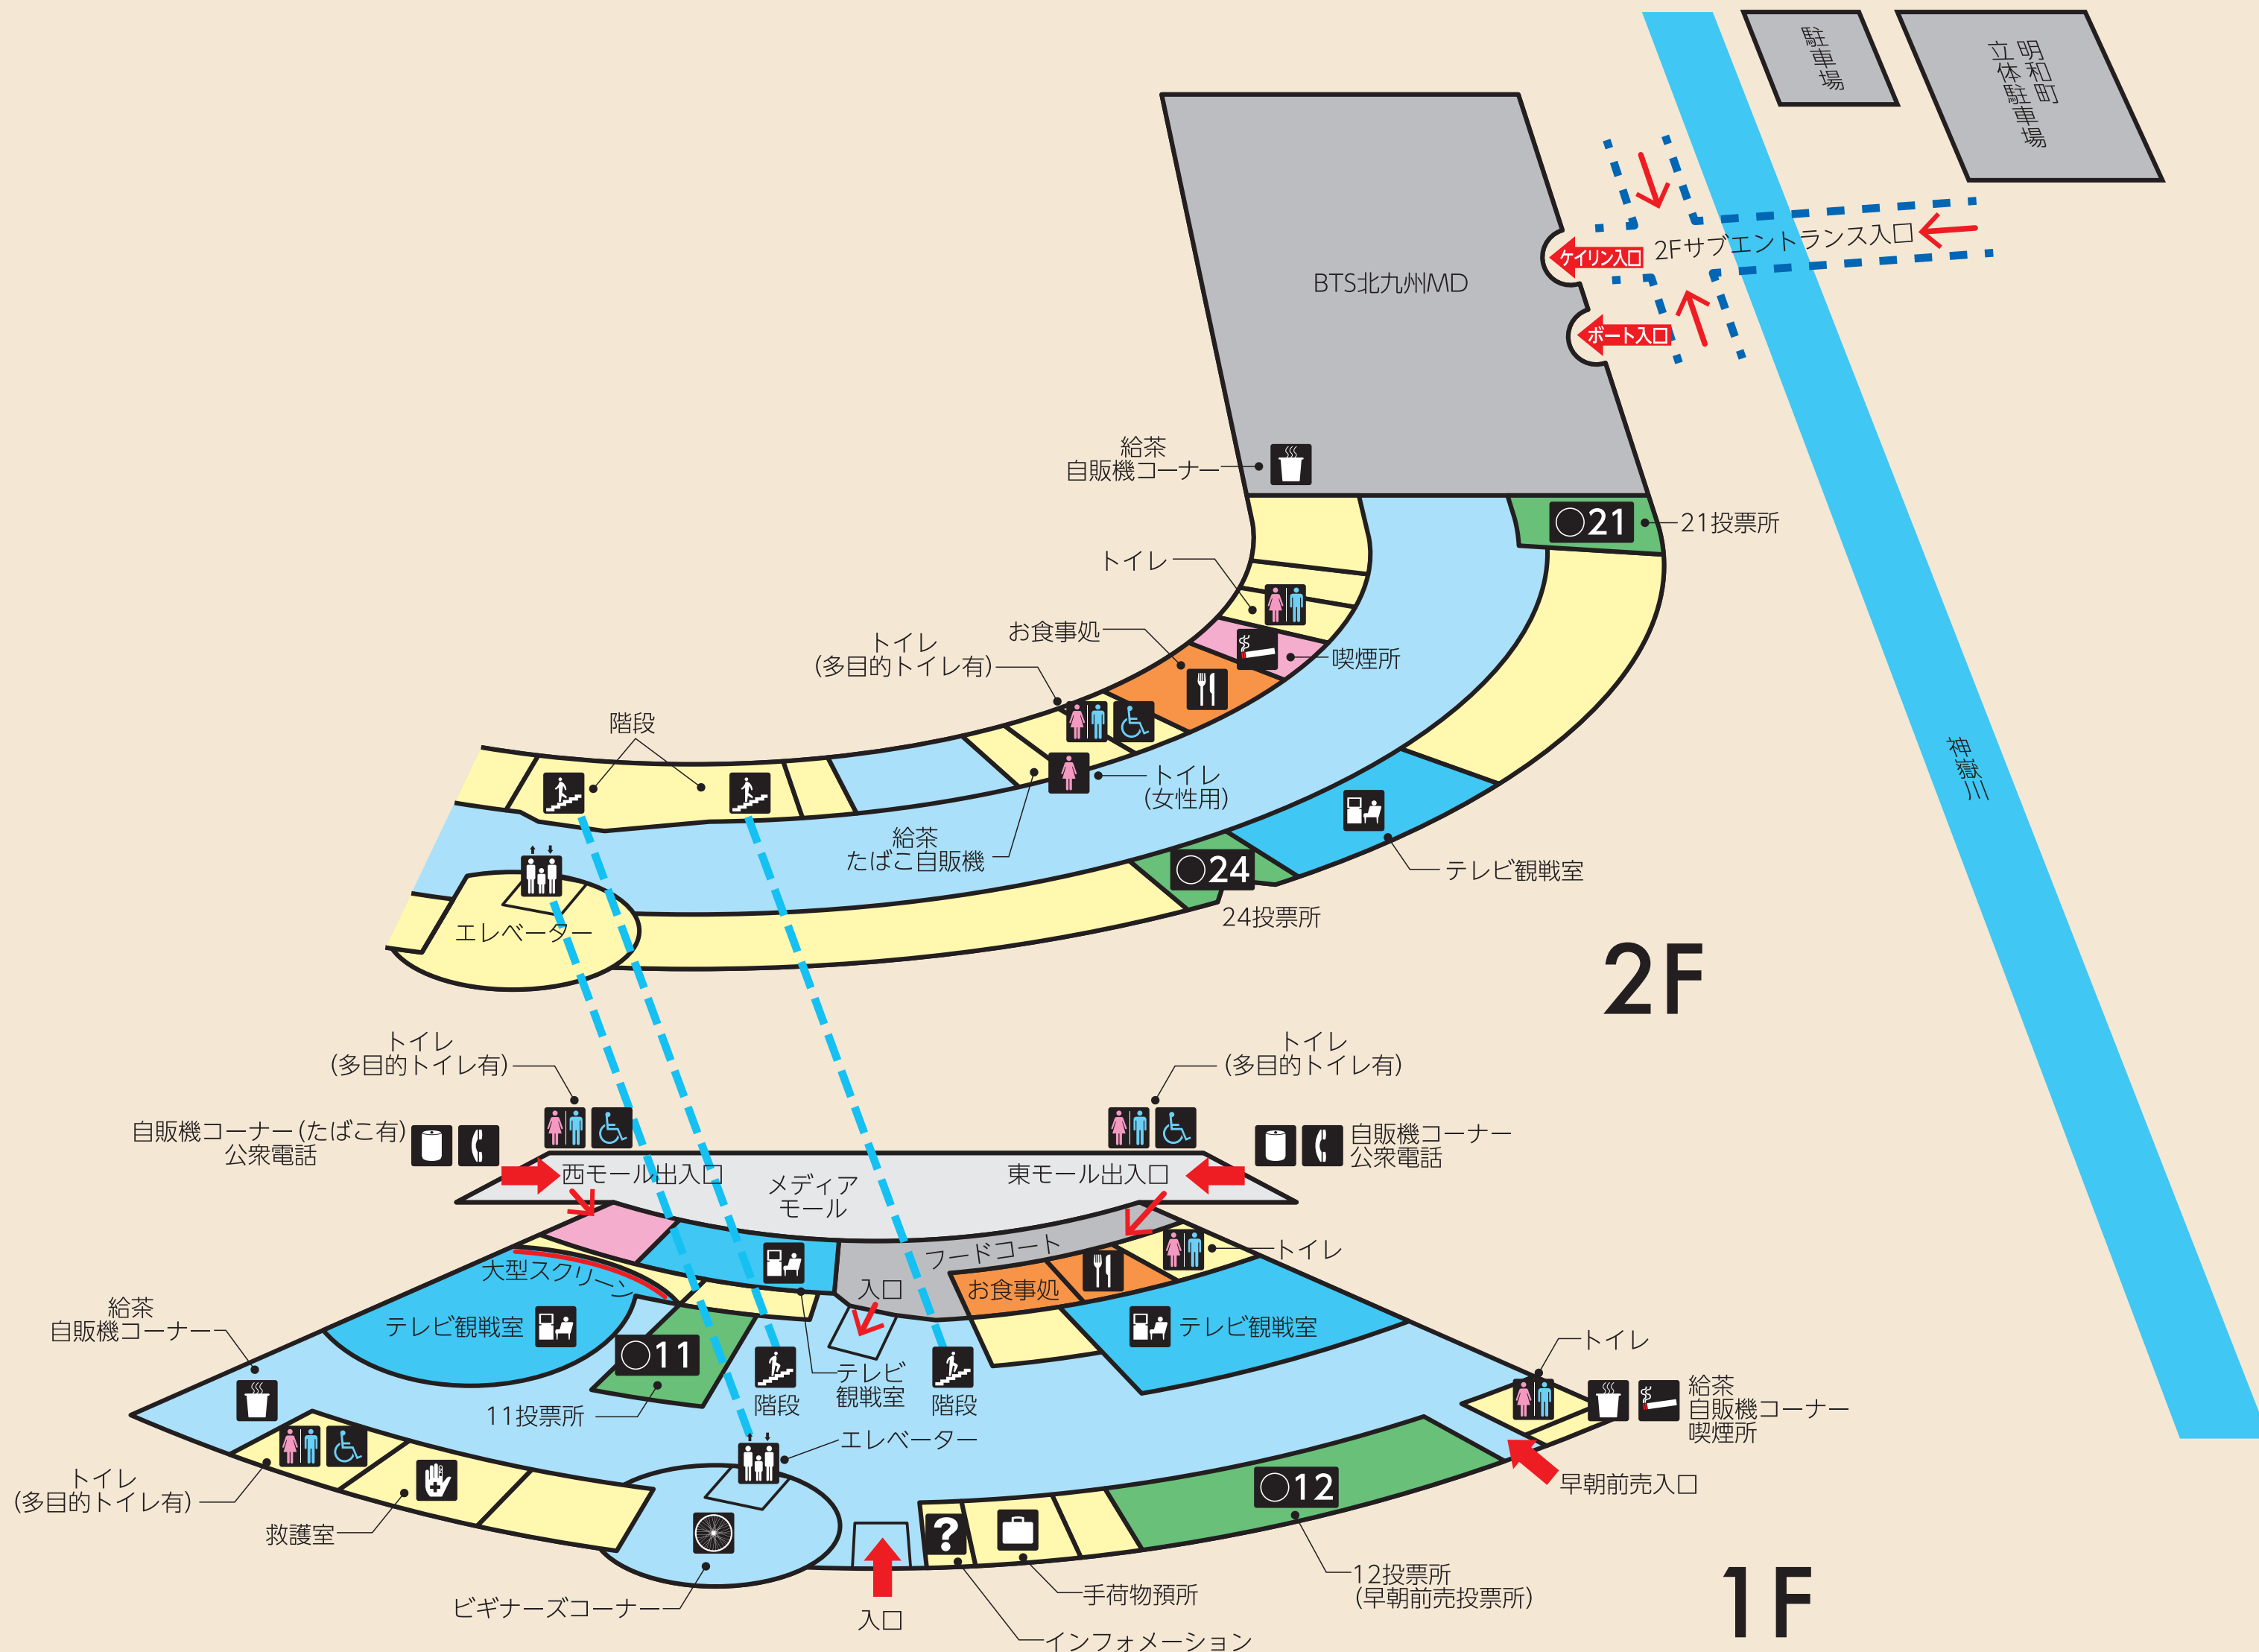 駐車場
明和町
立体駐車場
ケイリン入口
2Fサブエントランス入口
BTS北九州MD
ボート入口
給茶
自販機コーナー
21
21投票所
トイレ
お食事処
喫煙所
トイレ
(多目的トイレ有)
階段
トイレ
(女性用)
給茶
たばこ自販機
神嶽川
テレビ観戦室
24
24投票所
エレベーター
2F
トイレ
(多目的トイレ有)
トイレ
(多目的トイレ有)
自販機コーナー(たばこ有)
公衆電話
自販機コーナー
公衆電話
西モール出入口
メディア
モール
東モール出入口
フードコート
トイレ
大型スクリーン
入口
お食事処
テレビ観戦室
テレビ観戦室
給茶
自販機コーナー
11
トイレ
テレビ
観戦室
階段
階段
11投票所
給茶
自販機コーナー
喫煙所
エレベーター
トイレ
(多目的トイレ有)
早朝前売入口
12
救護室
?
12投票所
(早朝前売投票所)
手荷物預所
ビギナーズコーナー
入口
インフォメーション
1F